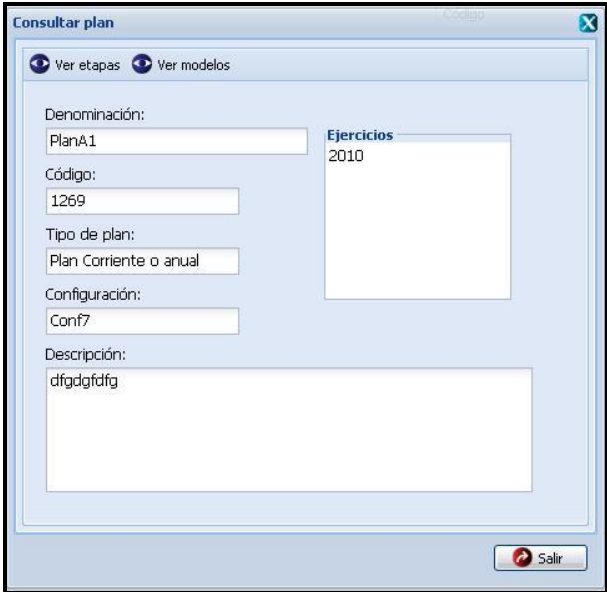 Código
Consultar plan
Ver etapas Ver modelos
Denominación:
PlanA1
Ejercicios
2010
Código:
1269
Tipo de plan:
Plan Corriente o anual
Configuración:
Conf7
Descripción:
dfgdgfdfg
Salir